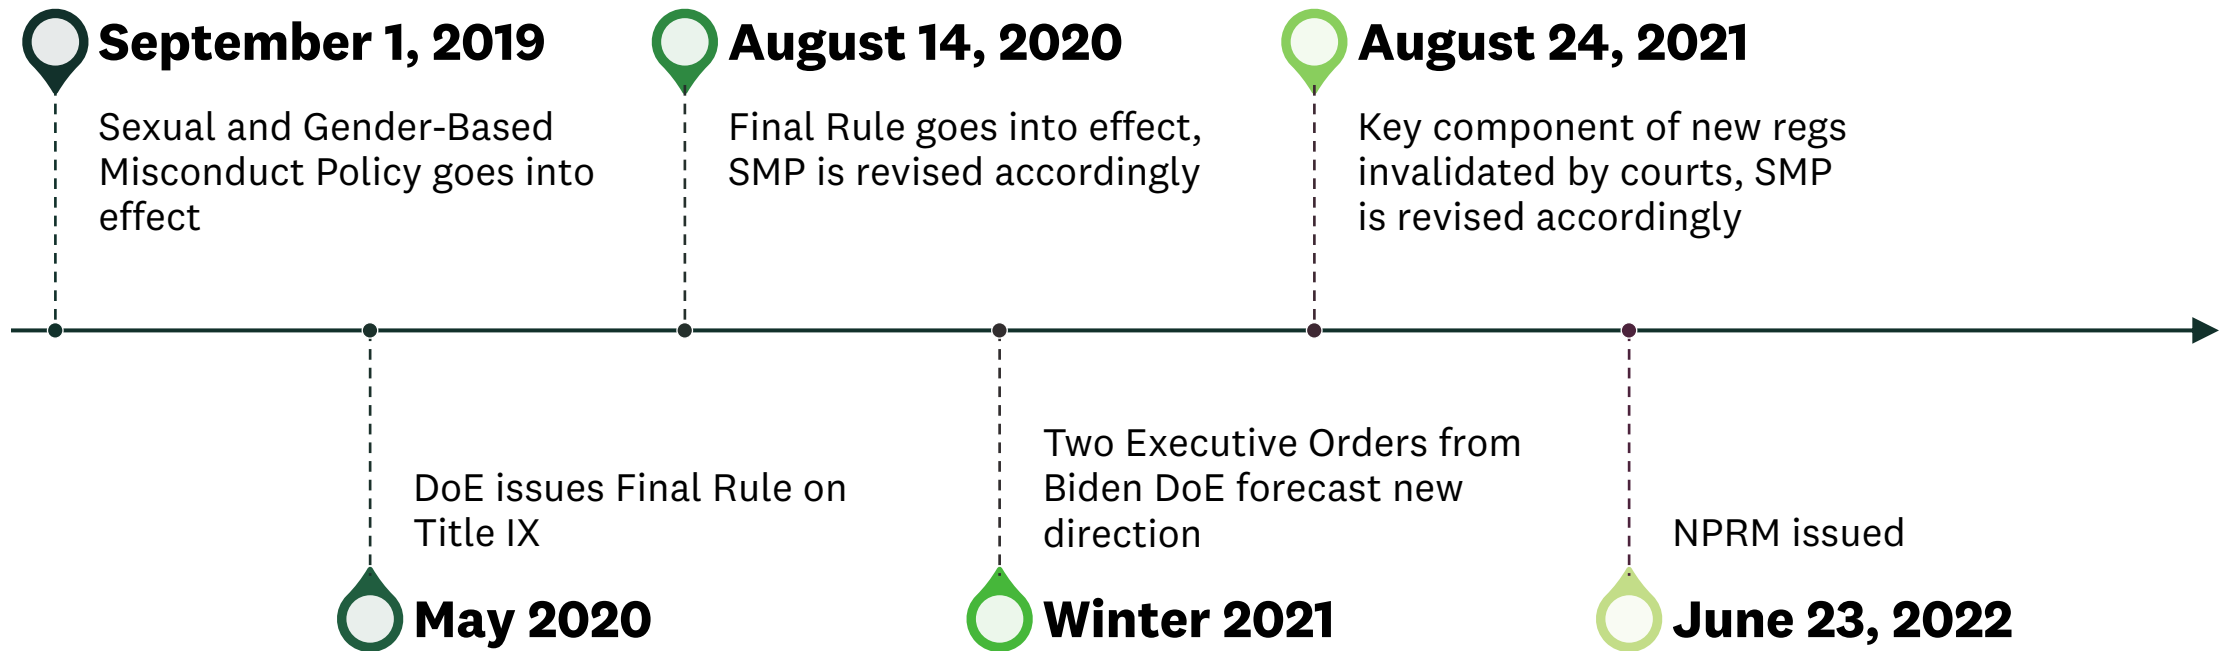 September 1, 2019
Sexual and Gender-Based
Misconduct Policy goes into
effect
May 2020
DoE issues Final Rule on
Title IX
August 14, 2020
Final Rule goes into effect,
SMP is revised accordingly
Winter 2021
Two Executive Orders from
Biden DoE forecast new
direction
August 24, 2021
Key component of new regs
invalidated by courts, SMP
is revised accordingly
June 23, 2022
NPRM issued